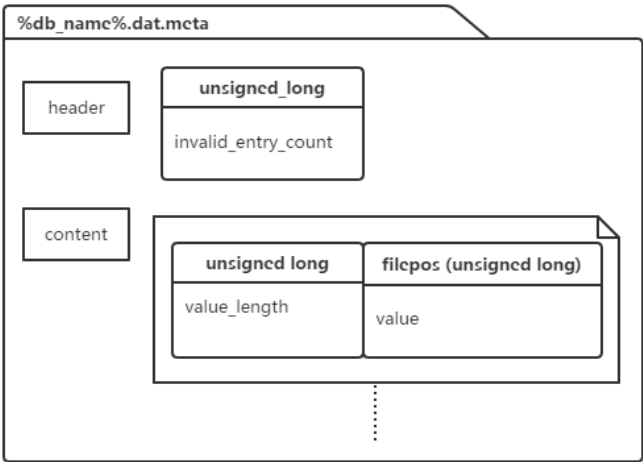 %db_name%.dat.meta
header
unsigned_long
invalid_entry_count
content
unsigned long
filepos (unsigned long)
value_length
value